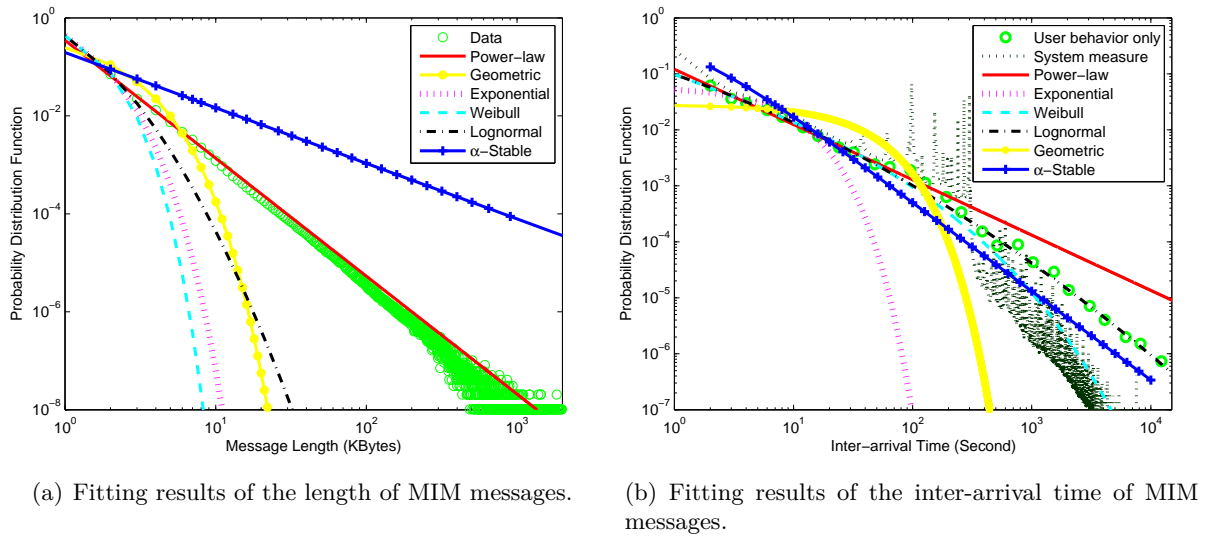 10^0
10^-2
10^-4
10^-6
10^-8
Probability Distribution Function
10^0
10^1
10^2
10^3
Message Length (KBytes)
Data
Power-law
Geometric
Exponential
Weibull
Lognormal
α-Stable
(a) Fitting results of the length of MIM messages.
10^0
10^-1
10^-2
10^-3
10^-4
10^-5
10^-6
10^-7
Probability Distribution Function
10^0
10^1
10^2
10^3
10^4
Inter-arrival Time (Second)
User behavior only
System measure
Power-law
Exponential
Weibull
Lognormal
Geometric
α-Stable
(b) Fitting results of the inter-arrival time of MIM
messages.